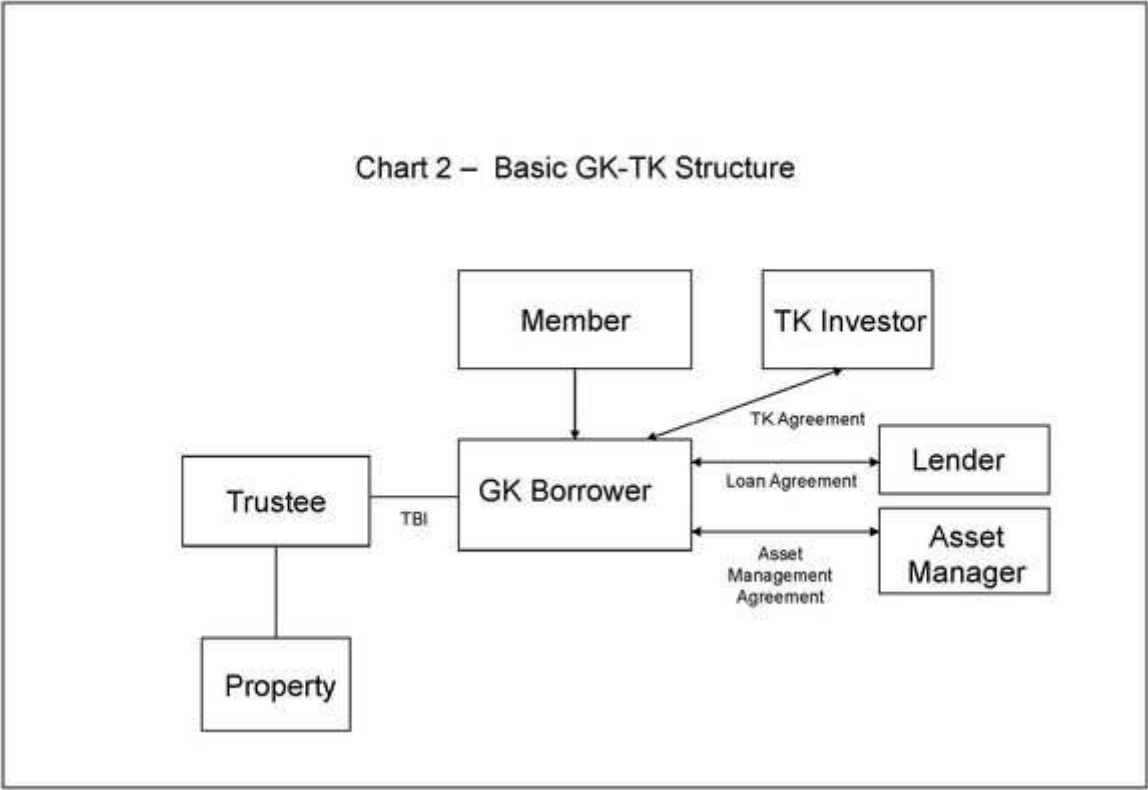 Chart 2 – Basic GK-TK Structure
Member
TK Investor
TK Agreement
GK Borrower
Lender
Loan Agreement
Trustee
TBI
Asset
Manager
Asset
Management
Agreement
Property